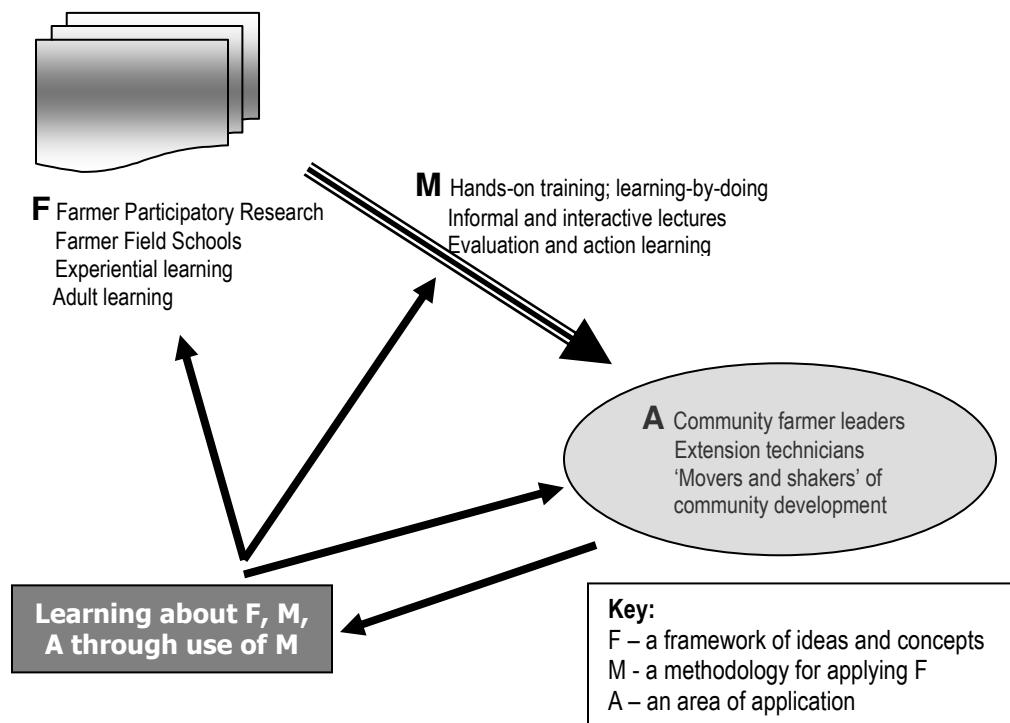 F Farmer Participatory Research
Farmer Field Schools
Experiential learning
Adult learning
M Hands-on training; learning-by-doing
Informal and interactive lectures
Evaluation and action learning
A Community farmer leaders
Extension technicians
‘Movers and shakers’ of
community development
Learning about F, M,
A through use of M
Key:
F – a framework of ideas and concepts
M - a methodology for applying F
A – an area of application